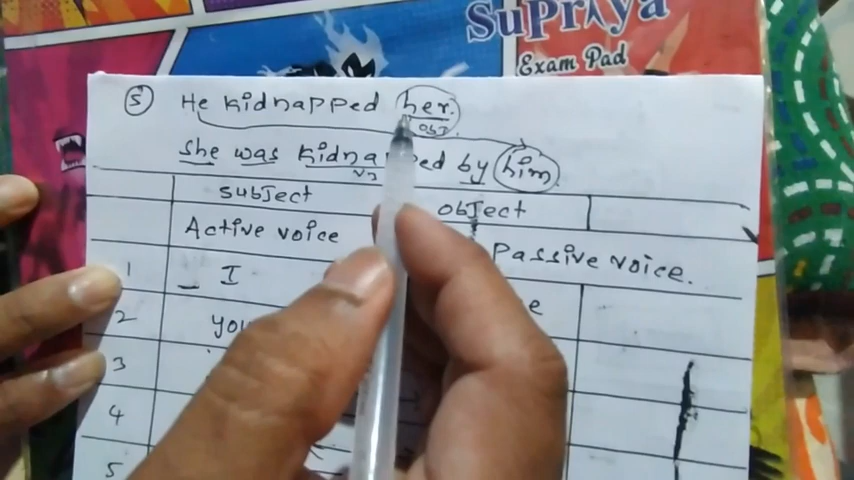 SuPrAya
Exam Pad
5 He kidnapped her.
obJ
she was kidnapped by him.
V3
subJect obJect
Active voice Passive voice.
1 I e
2 you
3
4
5